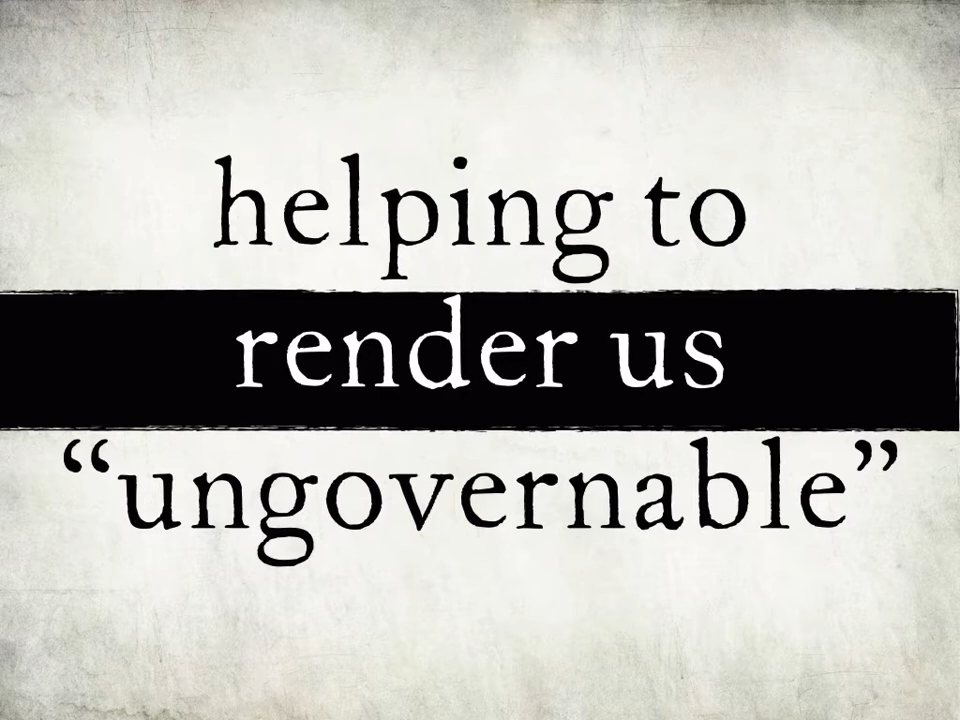 helping to
render us
“ungovernable”